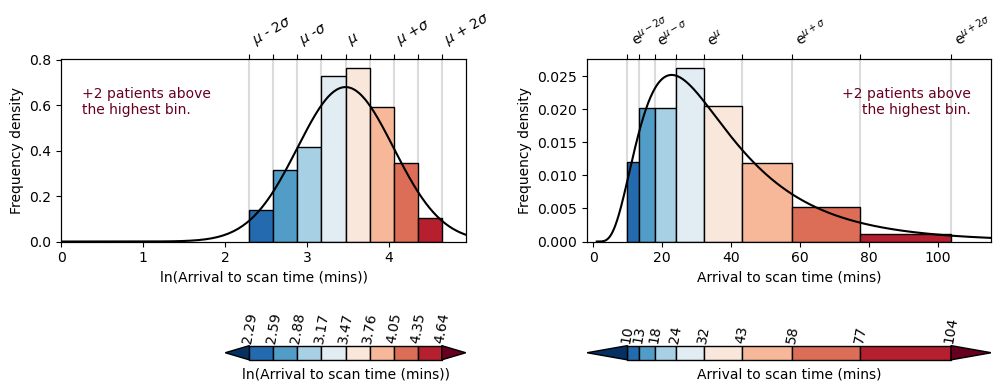 μ - 2σ
μ -σ
μ
μ +σ
μ + 2σ
0.8
0.6
0.4
0.2
0.0
Frequency density
+2 patients above
the highest bin.
0 1 2 3 4
ln(Arrival to scan time (mins))
2.29
2.59
2.88
3.17
3.47
3.76
4.05
4.35
4.64
ln(Arrival to scan time (mins))
e^μ−2σ
e^μ−σ
e^μ
e^μ+σ
e^μ+2σ
0.025
0.020
0.015
0.010
0.005
0.000
Frequency density
+2 patients above
the highest bin.
0 20 40 60 80 100
Arrival to scan time (mins)
10
13
18
24
32
43
58
77
104
Arrival to scan time (mins)